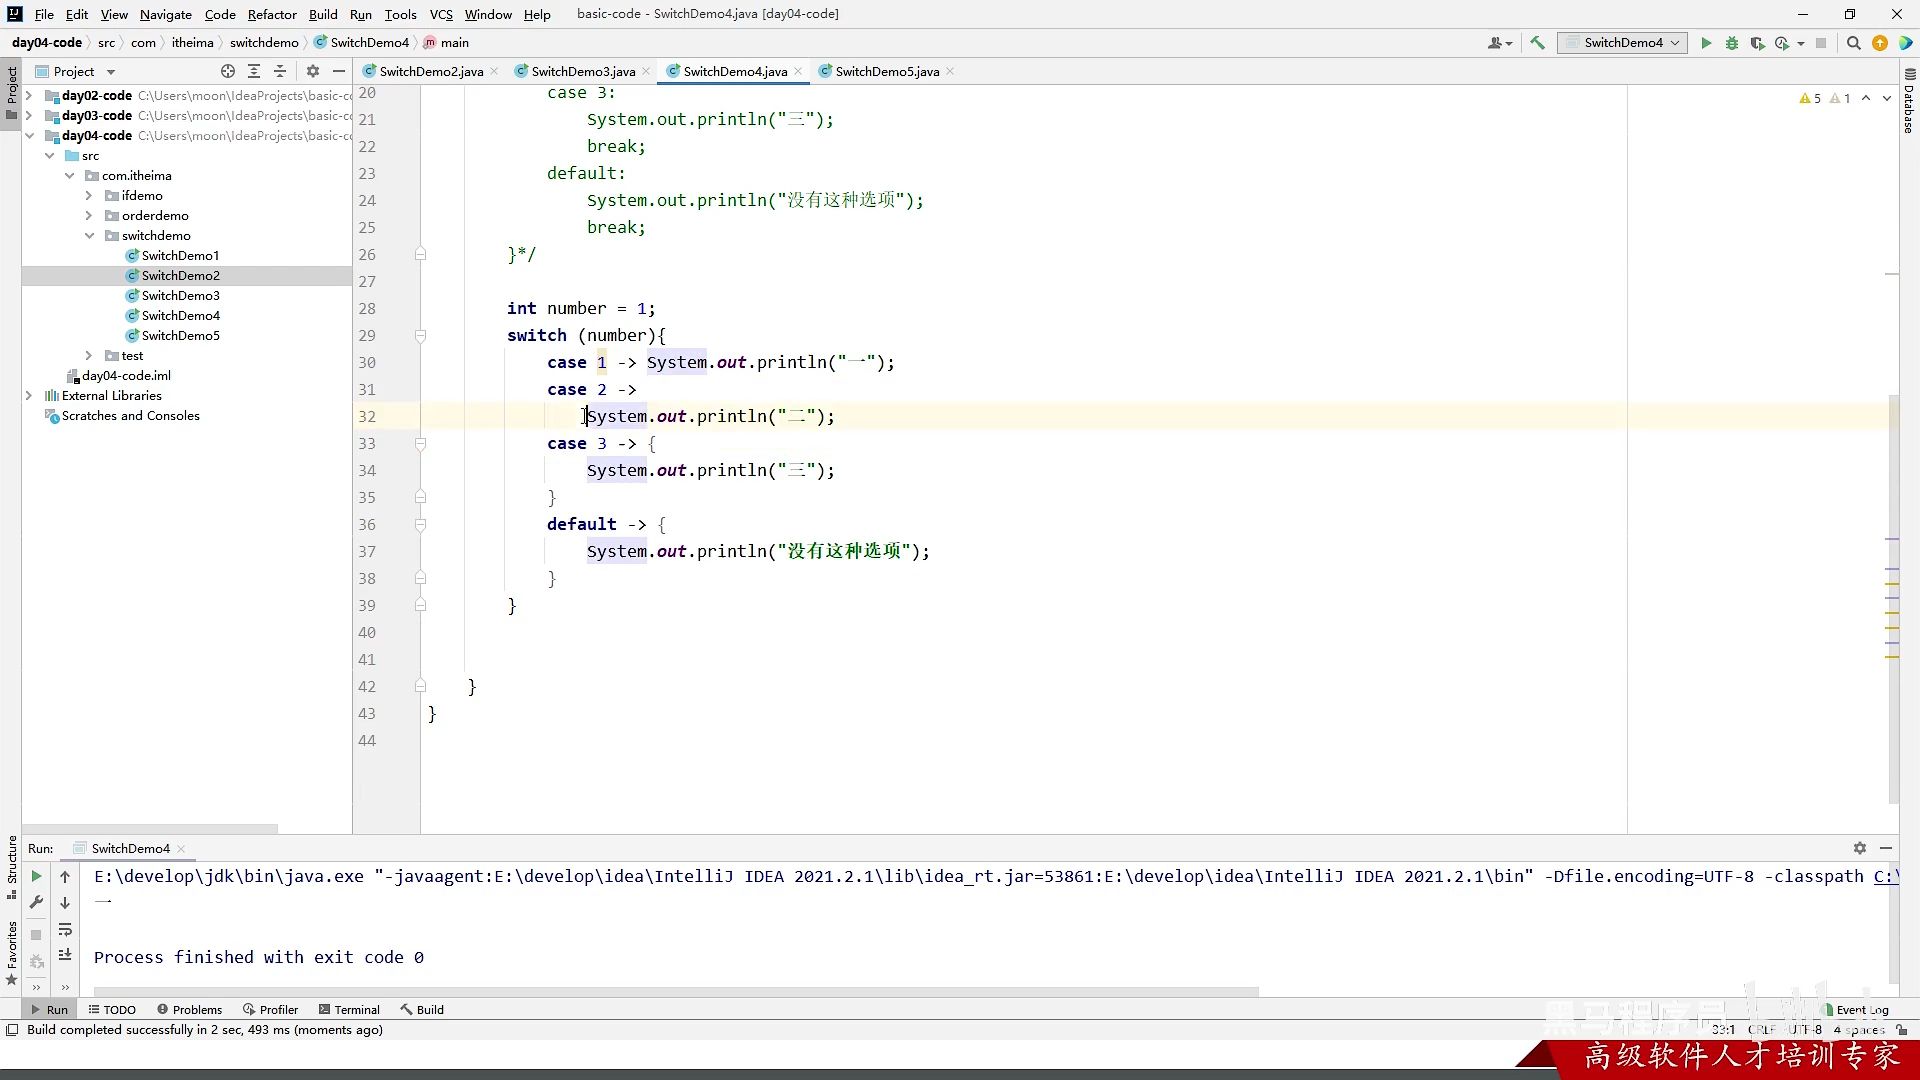 File Edit View Navigate Code Refactor Build Run Tools VCS Window Help basic-code - SwitchDemo4.java [day04-code]
day04-code src com itheima switchdemo SwitchDemo4 main SwitchDemo4
Project SwitchDemo2.java SwitchDemo3.java SwitchDemo4.java SwitchDemo5.java
Project
Database
Structure
Favorites
day02-code C:\Users\moon\IdeaProjects\basic-c
day03-code C:\Users\moon\IdeaProjects\basic-c
day04-code C:\Users\moon\IdeaProjects\basic-c
src
com.itheima
ifdemo
orderdemo
switchdemo
SwitchDemo1
SwitchDemo2
SwitchDemo3
SwitchDemo4
SwitchDemo5
test
day04-code.iml
External Libraries
Scratches and Consoles
5 1
20 case 3:
21 System.out.println("三");
22 break;
23 default:
24 System.out.println("没有这种选项");
25 break;
26 }*/
27
28 int number = 1;
29 switch (number){
30 case 1 -> System.out.println("一");
31 case 2 ->
32 System.out.println("二");
33 case 3 -> {
34 System.out.println("三");
35 }
36 default -> {
37 System.out.println("没有这种选项");
38 }
39 }
40
41
42 }
43 }
44
Run: SwitchDemo4
E:\develop\jdk\bin\java.exe "-javaagent:E:\develop\idea\IntelliJ IDEA 2021.2.1\lib\idea_rt.jar=53861:E:\develop\idea\IntelliJ IDEA 2021.2.1\bin" -Dfile.encoding=UTF-8 -classpath C:\
一
Process finished with exit code 0
Run TODO Problems Profiler Terminal Build Event Log
Build completed successfully in 2 sec, 493 ms (moments ago) 33:1 CRLF UTF-8 4 spaces
黑马程序员
高级软件人才培训专家